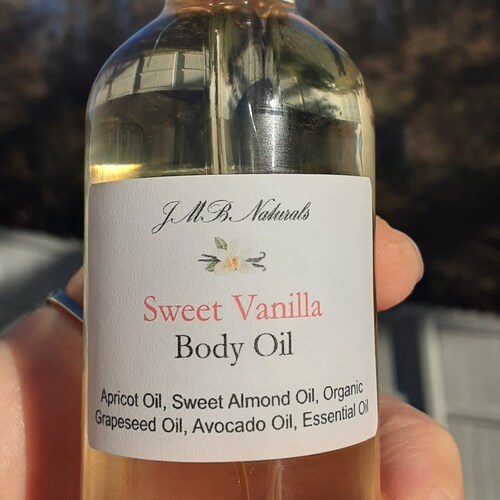 JMB Naturals
Sweet Vanilla
Body Oil
Apricot Oil, Sweet Almond Oil, Organic
Grapeseed Oil, Avocado Oil, Essential Oil